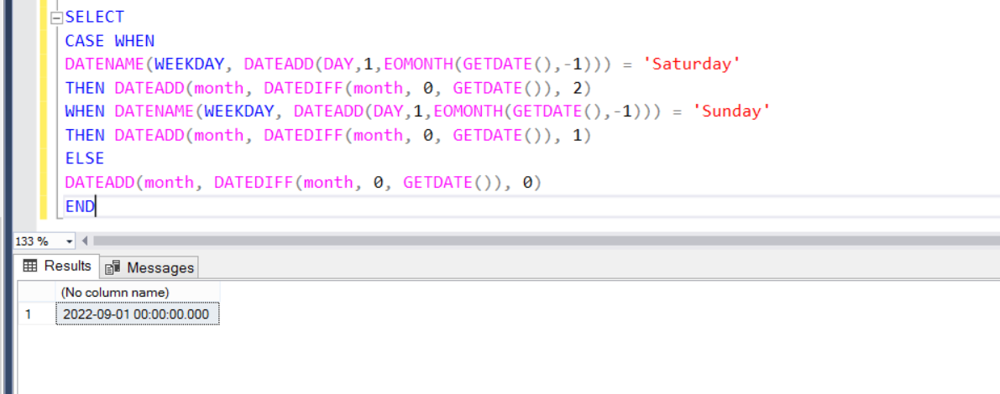 SELECT
CASE WHEN
DATENAME(WEEKDAY, DATEADD(DAY,1,EOMONTH(GETDATE(),-1))) = 'Saturday'
THEN DATEADD(month, DATEDIFF(month, 0, GETDATE()), 2)
WHEN DATENAME(WEEKDAY, DATEADD(DAY,1,EOMONTH(GETDATE(),-1))) = 'Sunday'
THEN DATEADD(month, DATEDIFF(month, 0, GETDATE()), 1)
ELSE
DATEADD(month, DATEDIFF(month, 0, GETDATE()), 0)
END
133 %
Results Messages
(No column name)
1 2022-09-01 00:00:00.000